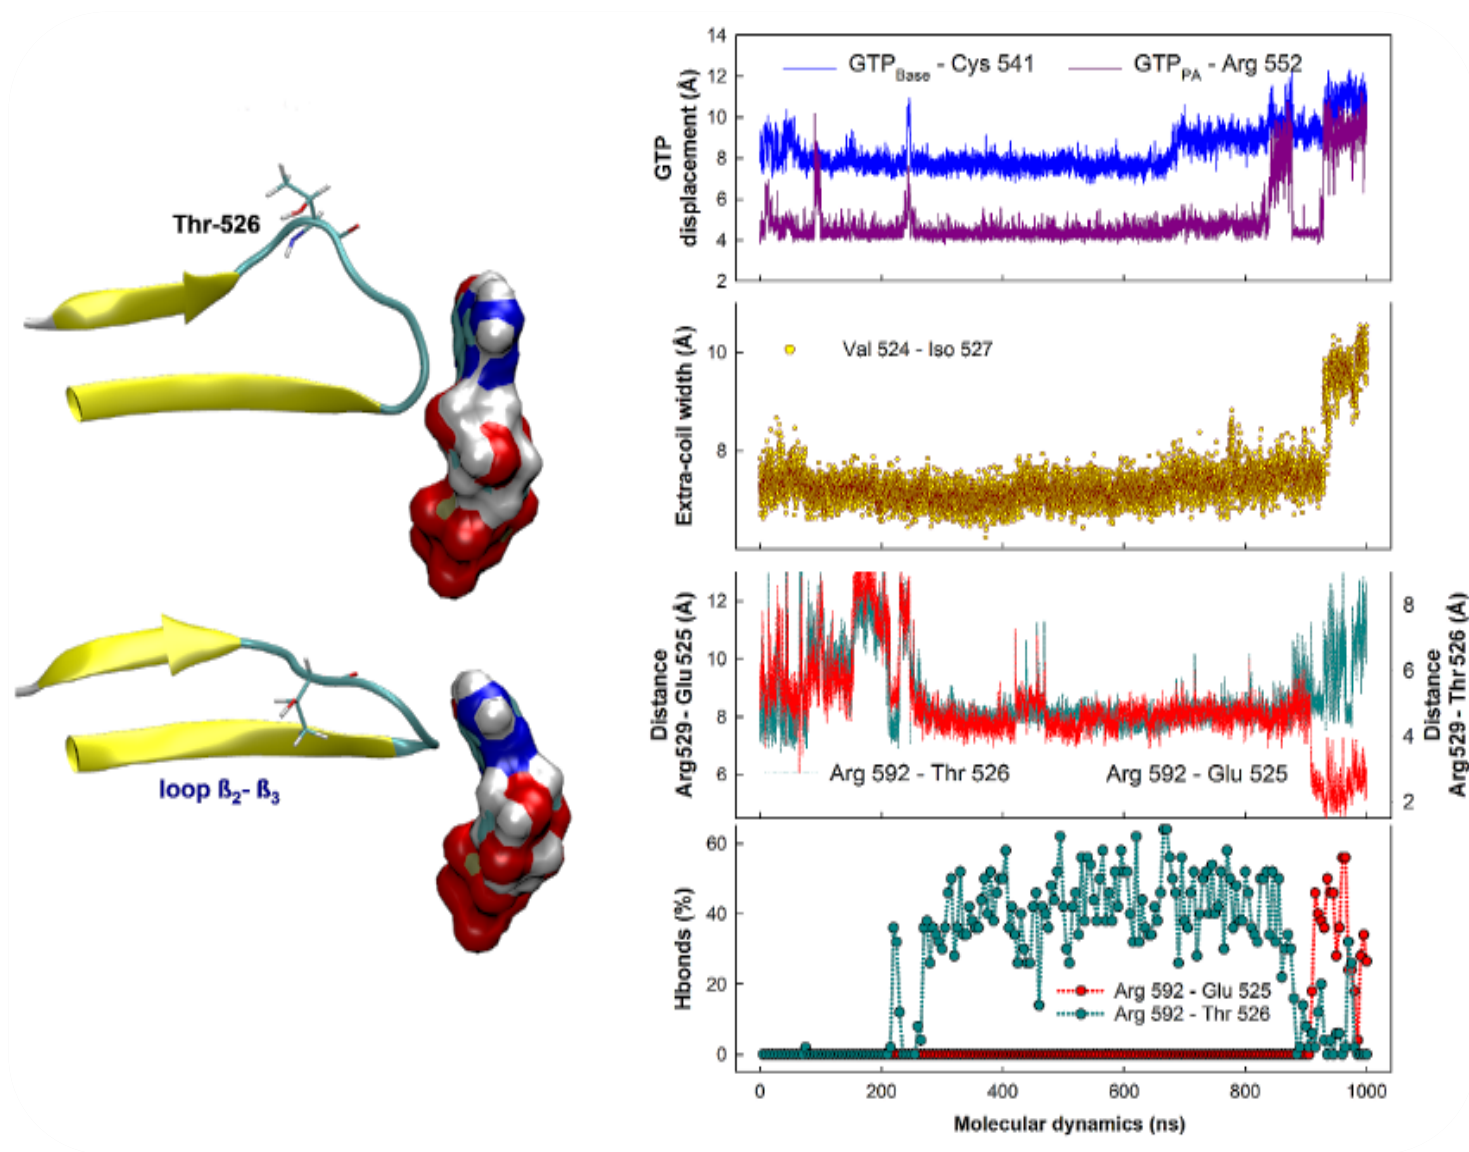 Thr-526
loop ß2- ß3
14
12
10
8
6
4
2
GTP
displacement (Å)
GTPBase - Cys 541
GTPPA - Arg 552
10
8
Extra-coil width (Å)
Val 524 - Iso 527
12
10
8
6
Distance
Arg529 - Glu 525 (Å)
Arg 592 - Thr 526
Arg 592 - Glu 525
8
6
4
2
Distance
Arg529 - Thr 526 (Å)
60
40
20
0
Hbonds (%)
Arg 592 - Glu 525
Arg 592 - Thr 526
0 200 400 600 800 1000
Molecular dynamics (ns)